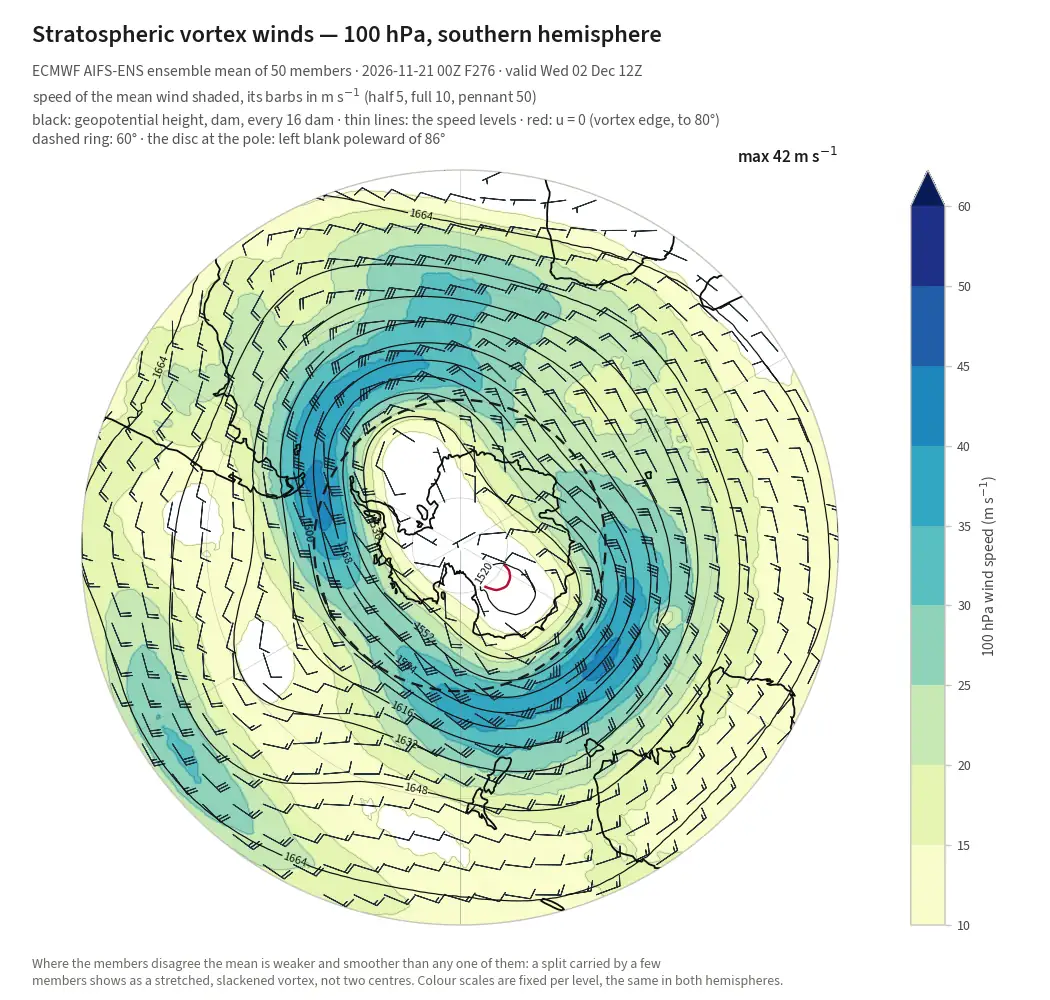 Stratospheric vortex winds — 100 hPa, southern hemisphere
ECMWF AIFS-ENS ensemble mean of 50 members · 2026-11-21 00Z F276 · valid Wed 02 Dec 12Z
speed of the mean wind shaded, its barbs in m s⁻¹ (half 5, full 10, pennant 50)
black: geopotential height, dam, every 16 dam · thin lines: the speed levels · red: u = 0 (vortex edge, to 80°)
dashed ring: 60° · the disc at the pole: left blank poleward of 86°
max 42 m s⁻¹
1664
1664
1568
1520
1552
1616
1632
1648
1664
60
50
45
40
35
30
25
20
15
10
100 hPa wind speed (m s⁻¹)
Where the members disagree the mean is weaker and smoother than any one of them: a split carried by a few
members shows as a stretched, slackened vortex, not two centres. Colour scales are fixed per level, the same in both hemispheres.